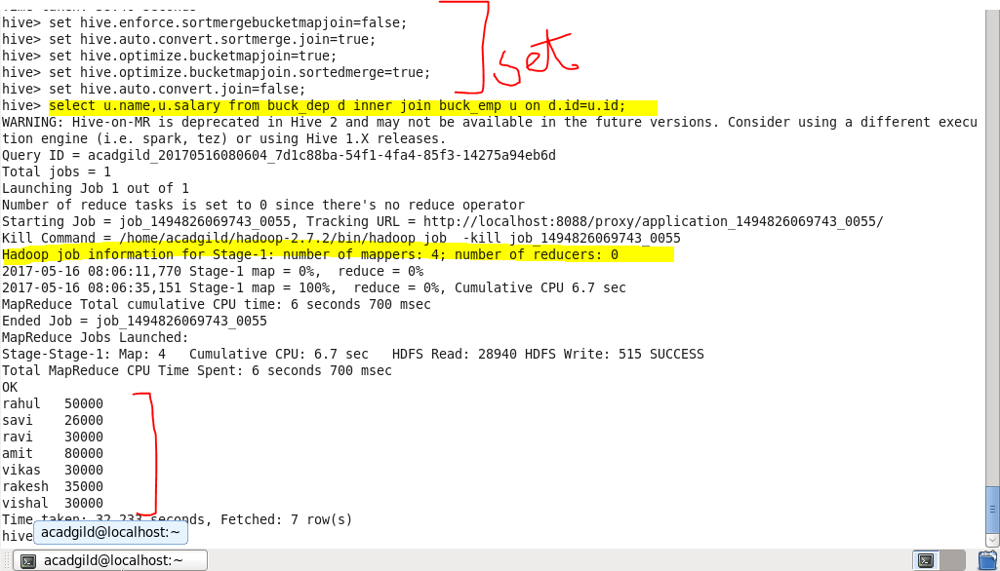 hive> set hive.enforce.sortmergebucketmapjoin=false;
hive> set hive.auto.convert.sortmerge.join=true;
hive> set hive.optimize.bucketmapjoin=true;
hive> set hive.optimize.bucketmapjoin.sortedmerge=true;
hive> set hive.auto.convert.join=false;
set
hive> select u.name,u.salary from buck_dep d inner join buck_emp u on d.id=u.id;
WARNING: Hive-on-MR is deprecated in Hive 2 and may not be available in the future versions. Consider using a different execu
tion engine (i.e. spark, tez) or using Hive 1.X releases.
Query ID = acadgild_20170516080604_7d1c88ba-54f1-4fa4-85f3-14275a94eb6d
Total jobs = 1
Launching Job 1 out of 1
Number of reduce tasks is set to 0 since there's no reduce operator
Starting Job = job_1494826069743_0055, Tracking URL = http://localhost:8088/proxy/application_1494826069743_0055/
Kill Command = /home/acadgild/hadoop-2.7.2/bin/hadoop job  -kill job_1494826069743_0055
Hadoop job information for Stage-1: number of mappers: 4; number of reducers: 0
2017-05-16 08:06:11,770 Stage-1 map = 0%,  reduce = 0%
2017-05-16 08:06:35,151 Stage-1 map = 100%,  reduce = 0%, Cumulative CPU 6.7 sec
MapReduce Total cumulative CPU time: 6 seconds 700 msec
Ended Job = job_1494826069743_0055
MapReduce Jobs Launched:
Stage-Stage-1: Map: 4   Cumulative CPU: 6.7 sec   HDFS Read: 28940 HDFS Write: 515 SUCCESS
Total MapReduce CPU Time Spent: 6 seconds 700 msec
OK
rahul   50000
savi    26000
ravi    30000
amit    80000
vikas   30000
rakesh  35000
vishal  30000
Time taken: 32.233 seconds, Fetched: 7 row(s)
hive
acadgild@localhost:~
acadgild@localhost:~